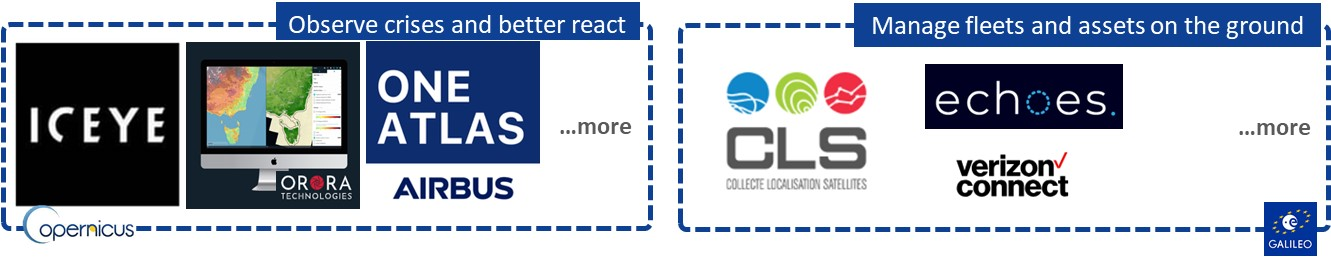 Observe crises and better react
ICEYE
ORORA
TECHNOLOGIES
ONE
ATLAS
AIRBUS
...more
opernicus
Manage fleets and assets on the ground
CLS
COLLECTE LOCALISATION SATELLITES
echoes.
verizon
connect
...more
GALILEO